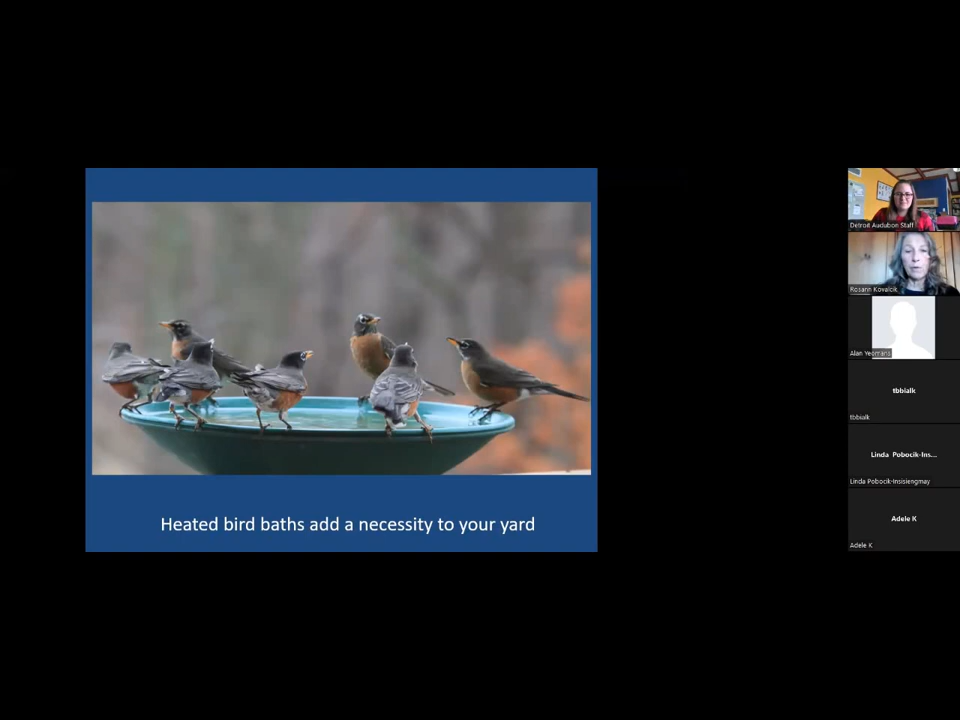 Heated bird baths add a necessity to your yard
Detroit Audubon Staff
Rosann Kovalcik
Alan Yeomans
tbbialk
tbbialk
Linda Pobocik-Ins...
Linda Pobocik-Insisiengmay
Adele K
Adele K